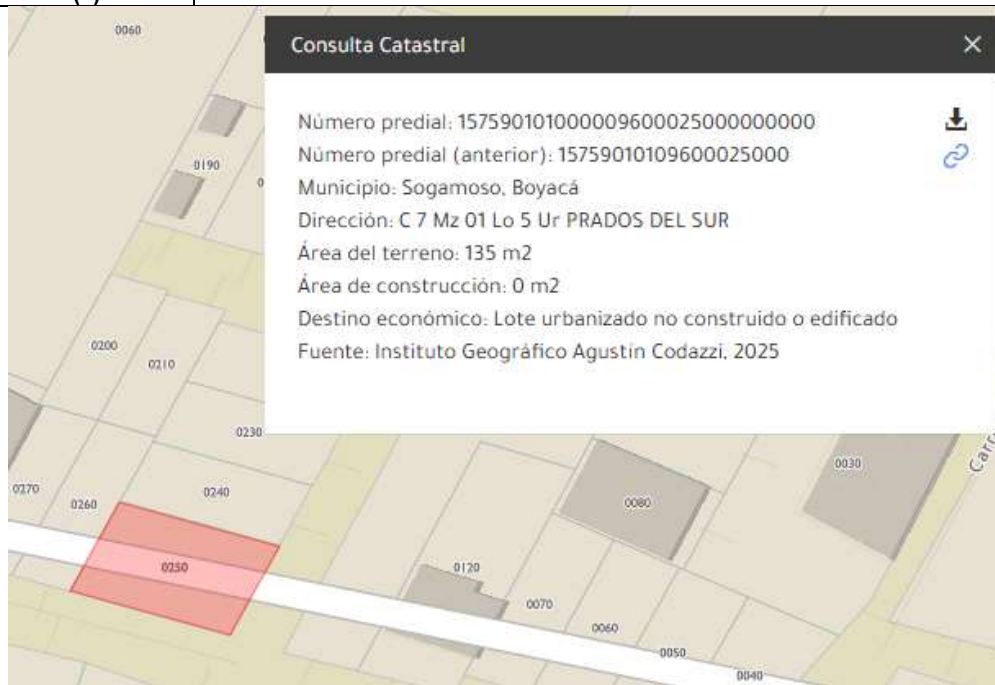 Consulta Catastral
Número predial: 157590101000009600025000000000
Número predial (anterior): 15759010109600025000
Municipio: Sogamoso, Boyacá
Dirección: C 7 Mz 01 Lo 5 Ur PRADOS DEL SUR
Área del terreno: 135 m2
Área de construcción: 0 m2
Destino económico: Lote urbanizado no construido o edificado
Fuente: Instituto Geográfico Agustín Codazzi, 2025
0060
0190
0200
0210
0230
0270
0260
0240
0250
0120
0070
0080
0030
0060
0050
0040
Carr